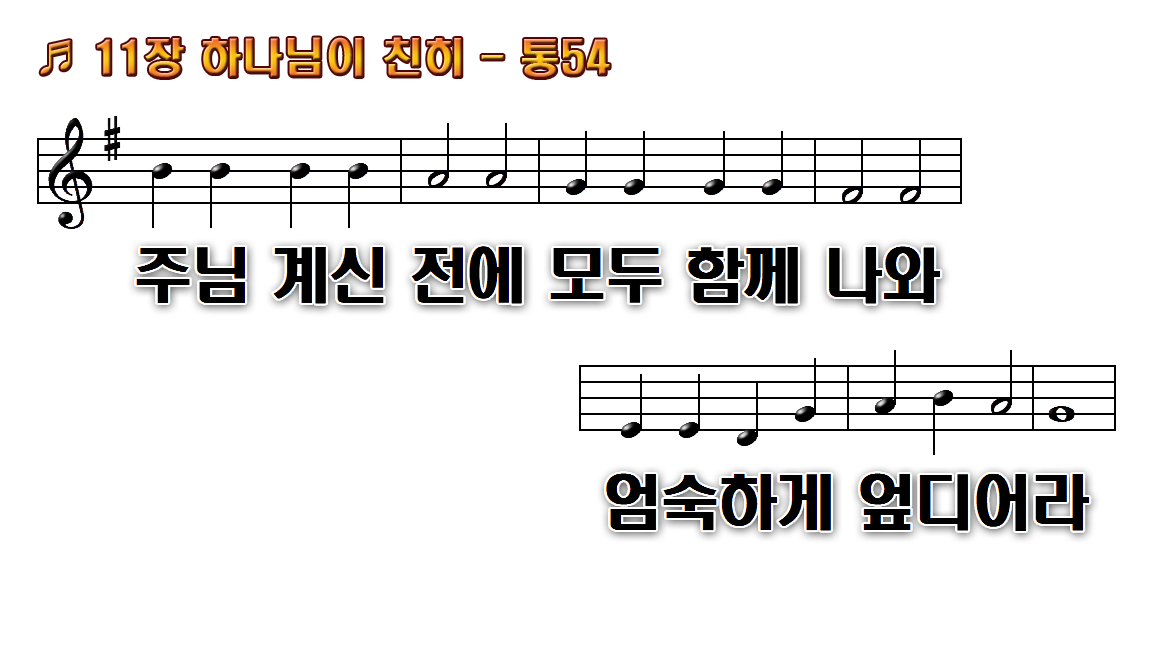 ♬ 11장 하나님이 친히 - 통54
주님 계신 전에 모두 함께 나와
엄숙하게 엎디어라